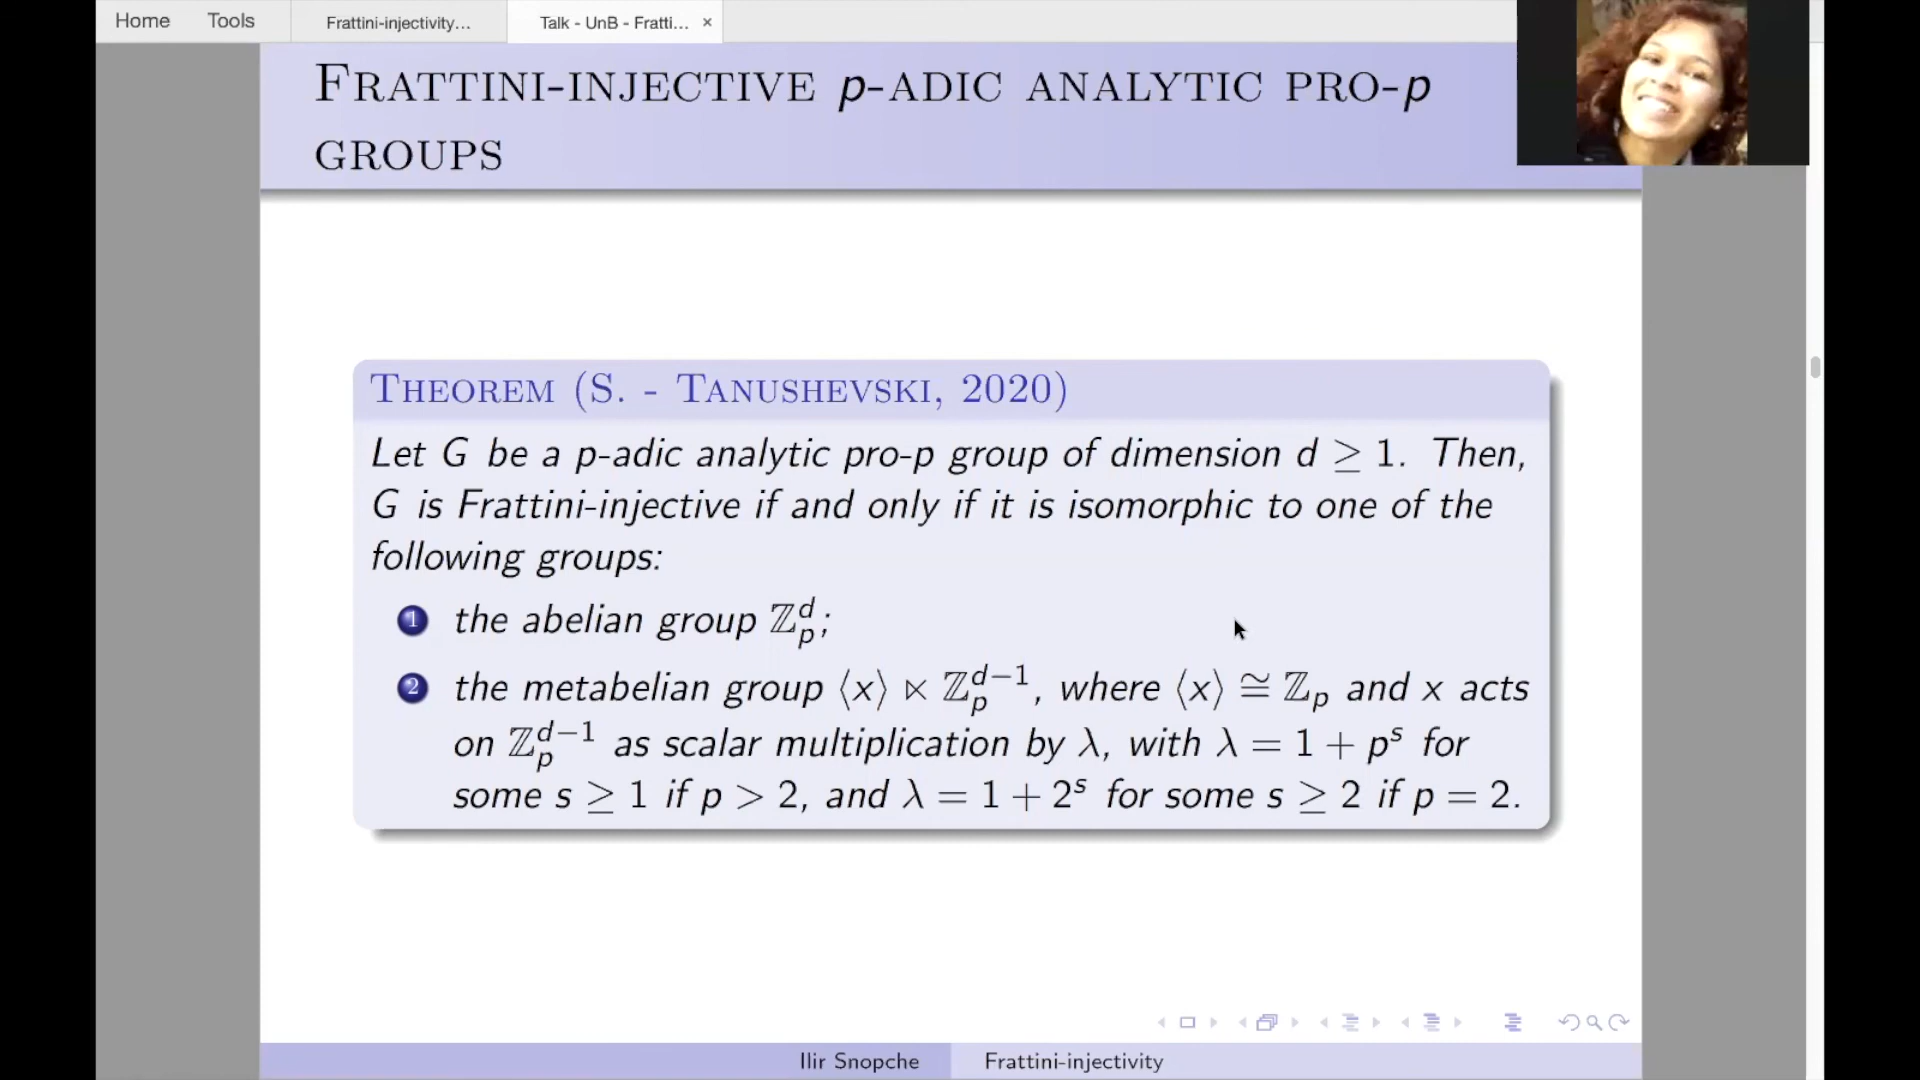 Home Tools Frattini-injectivity... Talk - UnB - Fratti... ×
FRATTINI-INJECTIVE p-ADIC ANALYTIC PRO-p
GROUPS
THEOREM (S. - TANUSHEVSKI, 2020)
Let G be a p-adic analytic pro-p group of dimension d ≥ 1. Then,
G is Frattini-injective if and only if it is isomorphic to one of the
following groups:
1 the abelian group ℤ_p^d;
2 the metabelian group ⟨x⟩ ⋉ ℤ_p^{d−1}, where ⟨x⟩ ≅ ℤ_p and x acts
on ℤ_p^{d−1} as scalar multiplication by λ, with λ = 1 + p^s for
some s ≥ 1 if p > 2, and λ = 1 + 2^s for some s ≥ 2 if p = 2.
Ilir Snopche Frattini-injectivity